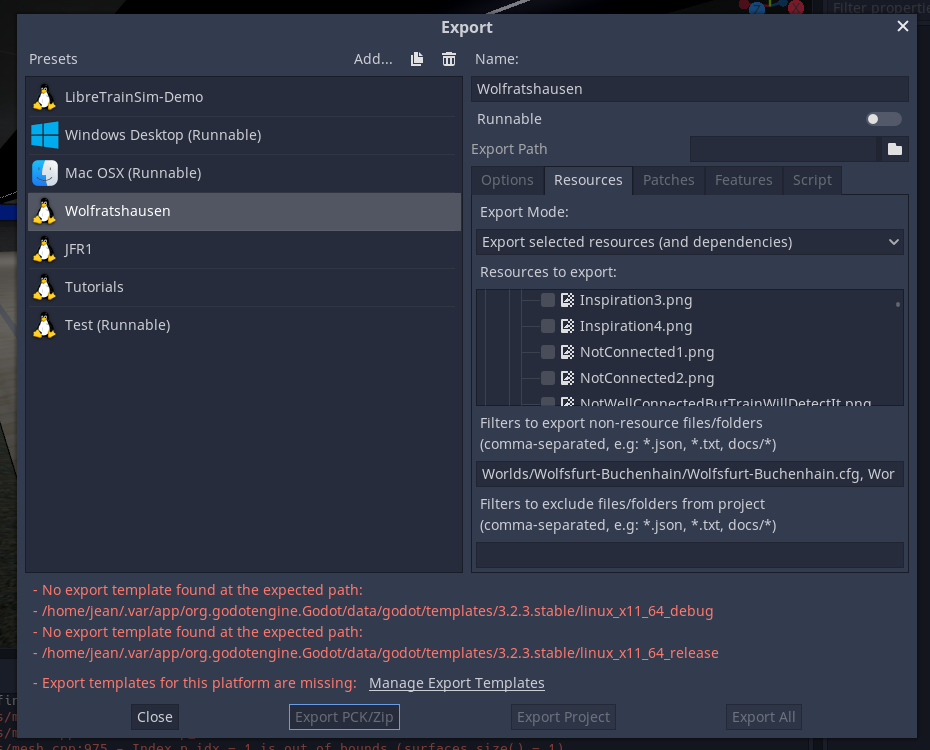 Filter properti
Export
Presets
Add...
Name:
Wolfratshausen
LibreTrainSim-Demo
Windows Desktop (Runnable)
Mac OSX (Runnable)
Wolfratshausen
JFR1
Tutorials
Test (Runnable)
Runnable
Export Path
Options Resources Patches Features Script
Export Mode:
Export selected resources (and dependencies)
Resources to export:
Inspiration3.png
Inspiration4.png
NotConnected1.png
NotConnected2.png
NotWellConnectedButTrainWillDetectIt.png
Filters to export non-resource files/folders
(comma-separated, e.g: *.json, *.txt, docs/*)
Worlds/Wolfsfurt-Buchenhain/Wolfsfurt-Buchenhain.cfg, Wor
Filters to exclude files/folders from project
(comma-separated, e.g: *.json, *.txt, docs/*)
- No export template found at the expected path:
- /home/jean/.var/app/org.godotengine.Godot/data/godot/templates/3.2.3.stable/linux_x11_64_debug
- No export template found at the expected path:
- /home/jean/.var/app/org.godotengine.Godot/data/godot/templates/3.2.3.stable/linux_x11_64_release
- Export templates for this platform are missing: Manage Export Templates
Close Export PCK/Zip Export Project Export All
s/mesh.cpp:975 - Index p_idx = 1 is out of bounds (surfaces.size() = 1)